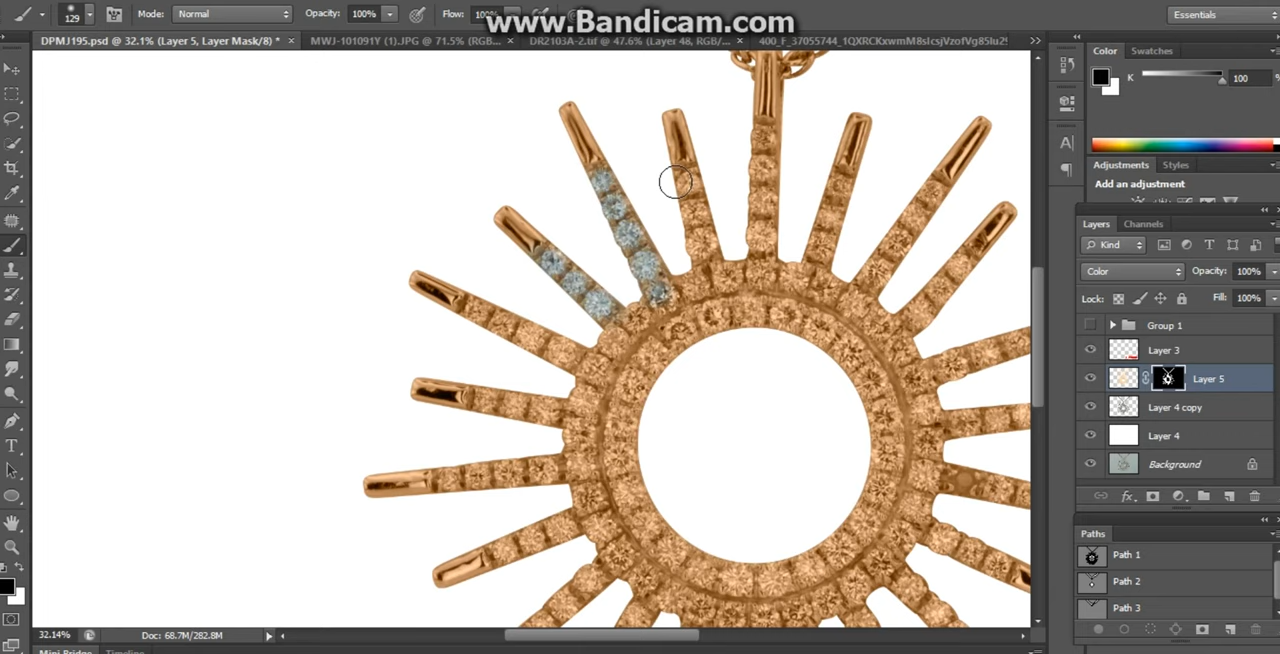 www.Bandicam.com
129
Mode: Normal
Opacity: 100%
Flow: 100%
Essentials
DPMJ195.psd @ 32.1% (Layer 5, Layer Mask/8) *
MWJ-101091Y (1).JPG @ 71.5% (RGB...
DR2103A-2.tif @ 47.6% (Layer 48, RGB/...
Color
Swatches
K
100
%
Adjustments
Styles
Add an adjustment
Layers
Channels
Kind
Color
Opacity: 100%
Lock:
Fill: 100%
Group 1
Layer 3
Layer 5
Layer 4 copy
Layer 4
Background
Paths
Path 1
Path 2
Path 3
32.14%
Doc: 68.7M/282.8M
Mini Bridge
Timeline